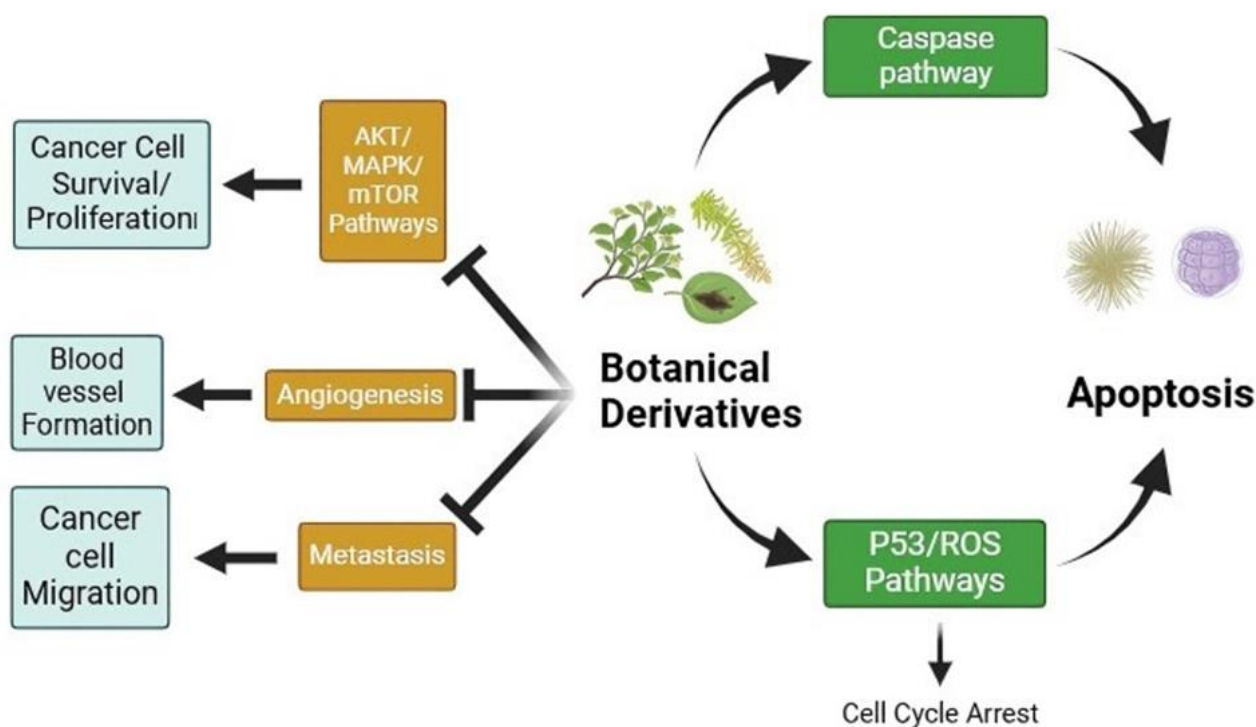 Caspase
pathway
AKT/
MAPK/
mTOR
Pathways
Cancer Cell
Survival/
Proliferation
Blood
vessel
Formation
Angiogenesis
Botanical
Derivatives
Apoptosis
Cancer
cell
Migration
Metastasis
P53/ROS
Pathways
Cell Cycle Arrest